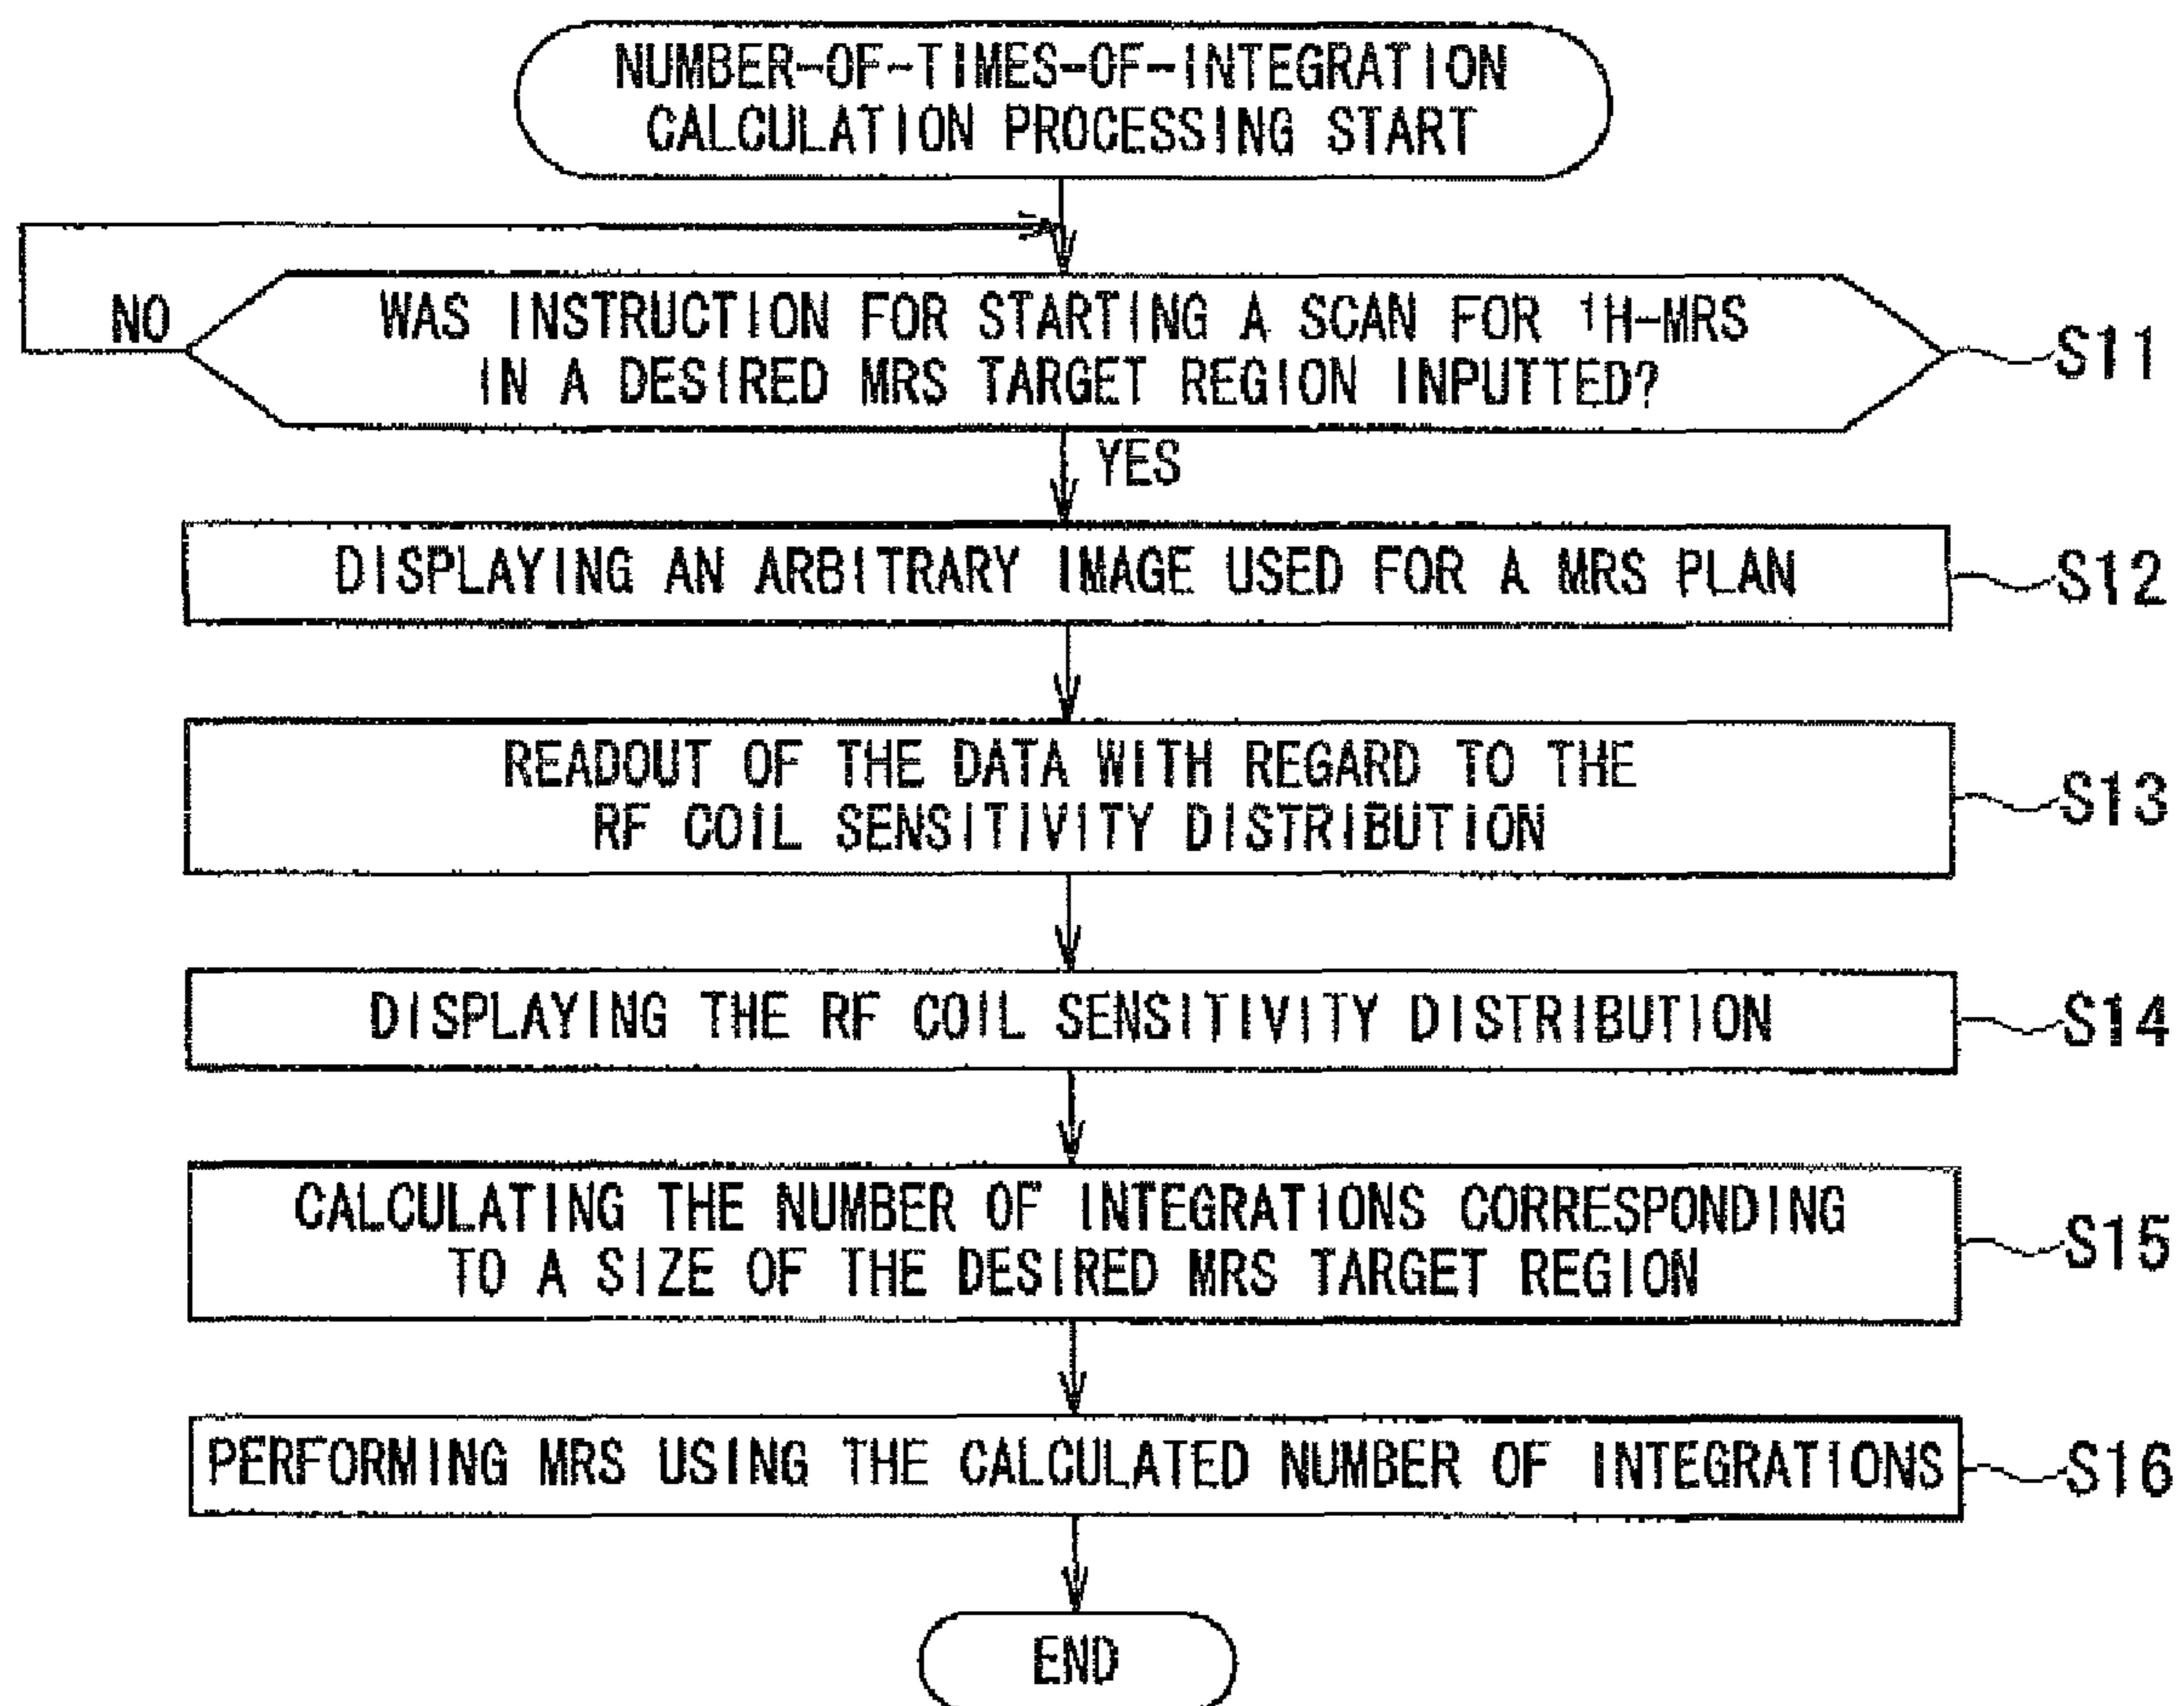 NUMBER-OF-TIMES-OF-INTEGRATION
CALCULATION PROCESSING START
NO
WAS INSTRUCTION FOR STARTING A SCAN FOR ¹H-MRS
IN A DESIRED MRS TARGET REGION INPUTTED?
S11
YES
DISPLAYING AN ARBITRARY IMAGE USED FOR A MRS PLAN
S12
READOUT OF THE DATA WITH REGARD TO THE
RF COIL SENSITIVITY DISTRIBUTION
S13
DISPLAYING THE RF COIL SENSITIVITY DISTRIBUTION
S14
CALCULATING THE NUMBER OF INTEGRATIONS CORRESPONDING
TO A SIZE OF THE DESIRED MRS TARGET REGION
S15
PERFORMING MRS USING THE CALCULATED NUMBER OF INTEGRATIONS
S16
END